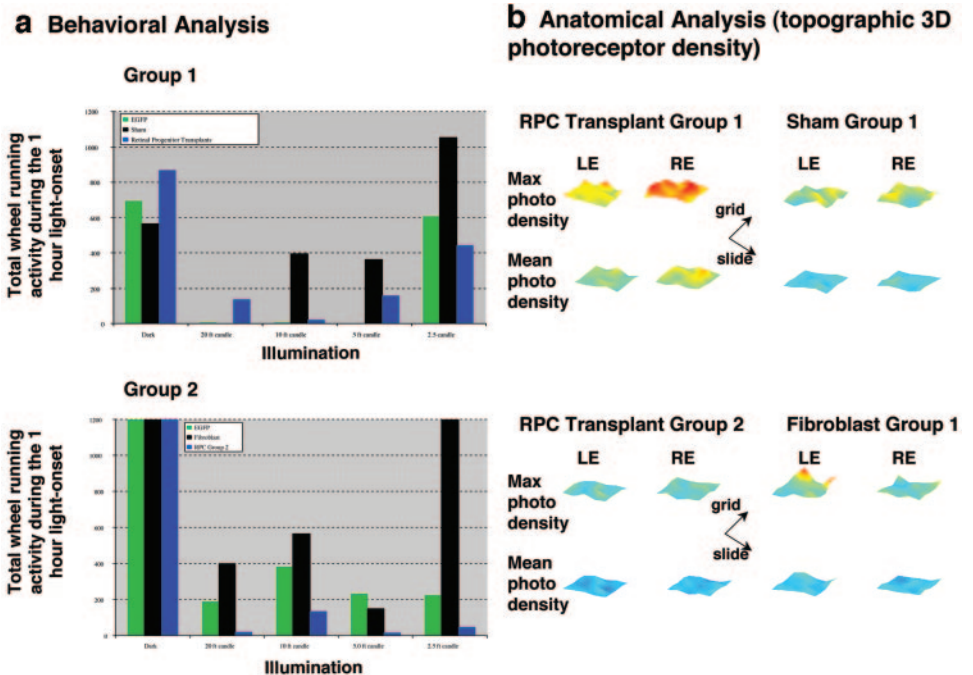 a Behavioral Analysis
Group 1
Total wheel running
activity during the 1
hour light-onset
1200
1000
800
600
400
200
0
EGFP
Sham
Retinal Progenitor Transplants
Dark
20 ft candle
10 ft candle
5 ft candle
2.5 candle
Illumination
Group 2
Total wheel running
activity during the 1
hour light-onset
1200
1000
800
600
400
200
0
EGFP
Fibroblast
RPC Group 2
Dark
20 ft candle
10 ft candle
5.0 ft candle
2.5 ft candle
Illumination
b Anatomical Analysis (topographic 3D
photoreceptor density)
RPC Transplant Group 1
Sham Group 1
LE RE
LE RE
Max
photo
density
grid
slide
Mean
photo
density
RPC Transplant Group 2
Fibroblast Group 1
LE RE
LE RE
Max
photo
density
grid
slide
Mean
photo
density